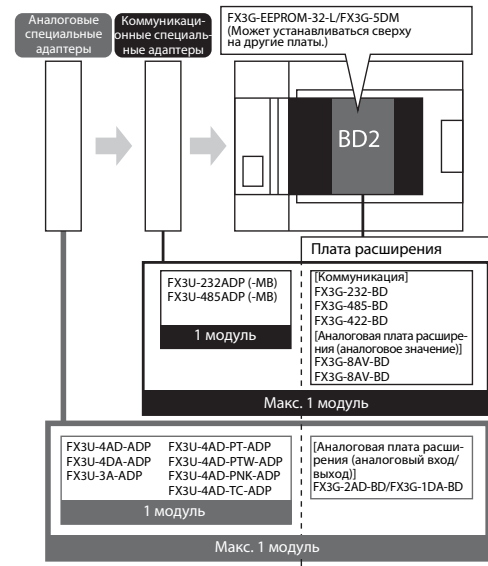 Аналоговые
специальные
адаптеры
Коммуникаци-
онные специаль-
ные адаптеры
FX3G-EEPROM-32-L/FX3G-5DM
(Может устанавливаться сверху
на другие платы.)
BD2
Плата расширения
FX3U-232ADP (-MB)
FX3U-485ADP (-MB)
1 модуль
[Коммуникация]
FX3G-232-BD
FX3G-485-BD
FX3G-422-BD
[Аналоговая плата расшире-
ния (аналоговое значение)]
FX3G-8AV-BD
FX3G-8AV-BD
Макс. 1 модуль
FX3U-4AD-ADP
FX3U-4DA-ADP
FX3U-3A-ADP
FX3U-4AD-PT-ADP
FX3U-4AD-PTW-ADP
FX3U-4AD-PNK-ADP
FX3U-4AD-TC-ADP
1 модуль
[Аналоговая плата расши-
рения (аналоговый вход/
выход)]
FX3G-2AD-BD/FX3G-1DA-BD
Макс. 1 модуль